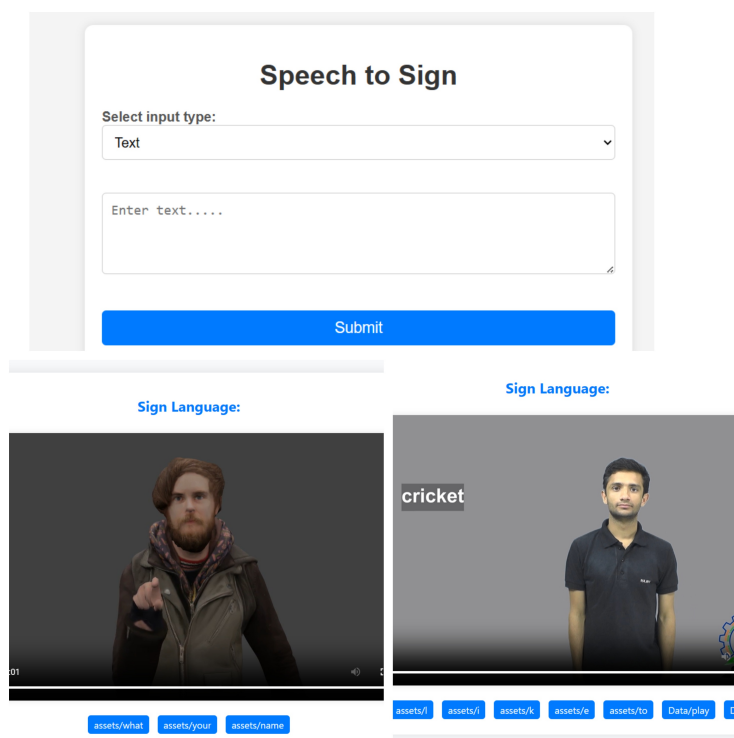 Speech to Sign
Select input type:
Text
Enter text.....
Submit
Sign Language:
:01
assets/what
assets/your
assets/name
Sign Language:
cricket
assets/l
assets/i
assets/k
assets/e
assets/to
Data/play